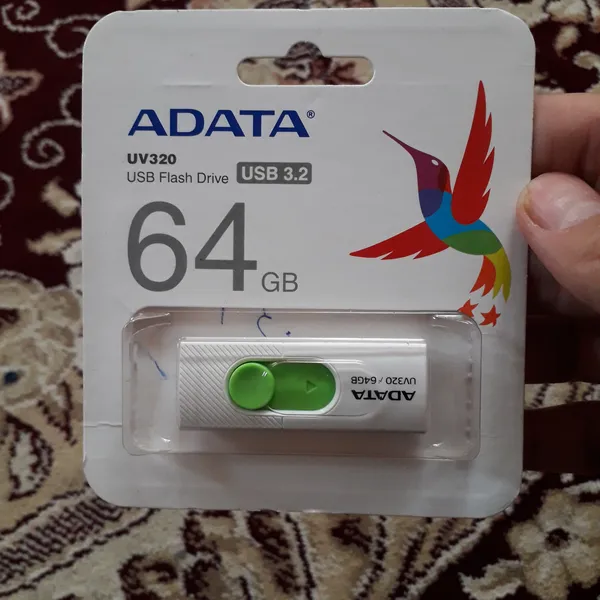 ADATA®
UV320
USB Flash Drive USB 3.2
64 GB
ADATA
UV320 / 64GB